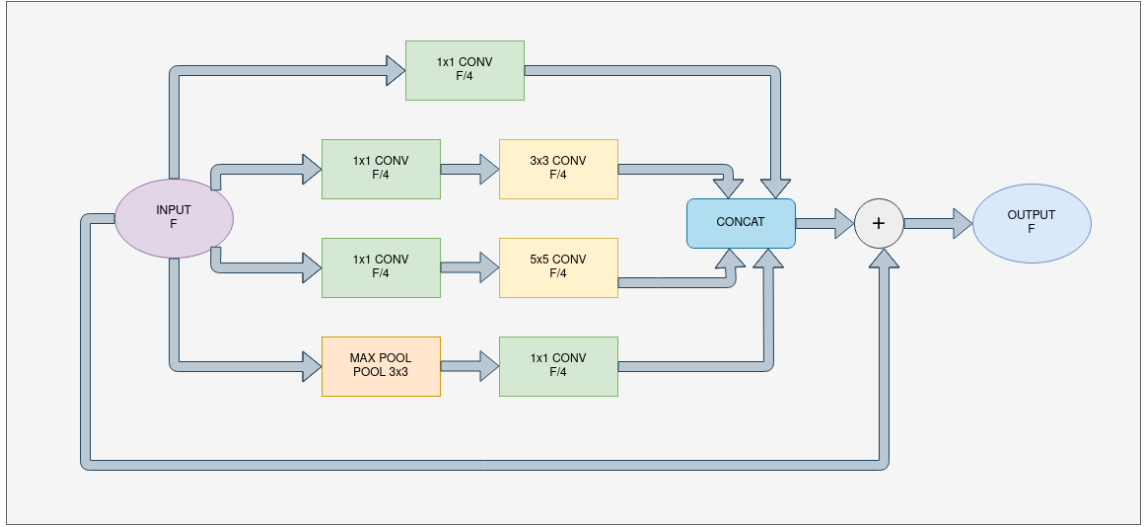 1x1 CONV
F/4
1x1 CONV
F/4
3x3 CONV
F/4
INPUT
F
CONCAT
+
OUTPUT
F
1x1 CONV
F/4
5x5 CONV
F/4
MAX POOL
POOL 3x3
1x1 CONV
F/4